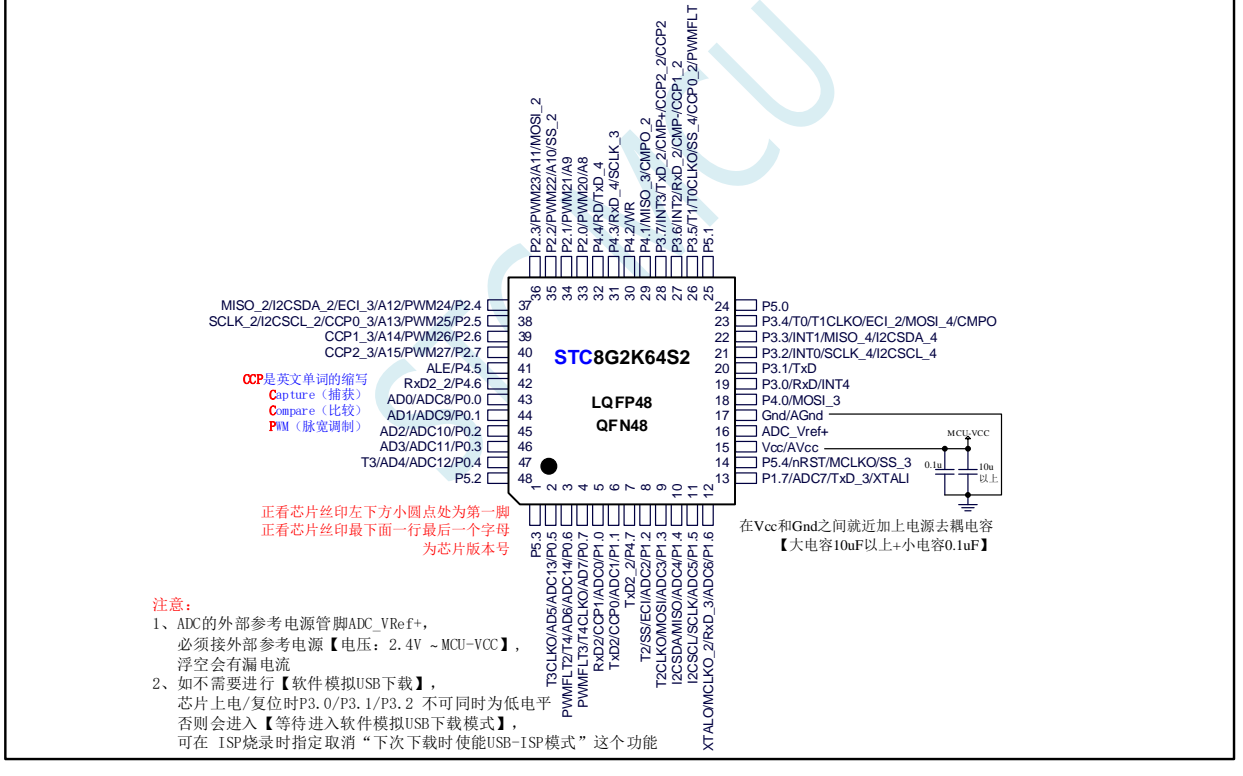 STCMCU
P2.3/PWM23/A11/MOSI_2
P2.2/PWM22/A10/SS_2
P2.1/PWM21/A9
P2.0/PWM20/A8
P4.4/RD/TxD_4
P4.3/RxD_4/SCLK_3
P4.2/WR
P4.1/MISO_3/CMPO_2
P3.7/INT3/TxD_2/CMP+/CCP2_2/CCP2
P3.6/INT2/RxD_2/CMP-/CCP1_2
P3.5/T1/T0CLKO/SS_4/CCP0_2/PWMFLT
P5.1
36
35
34
33
32
31
30
29
28
27
26
25
MISO_2/I2CSDA_2/ECI_3/A12/PWM24/P2.4 37
SCLK_2/I2CSCL_2/CCP0_3/A13/PWM25/P2.5 38
CCP1_3/A14/PWM26/P2.6 39
CCP2_3/A15/PWM27/P2.7 40
ALE/P4.5 41
RxD2_2/P4.6 42
AD0/ADC8/P0.0 43
AD1/ADC9/P0.1 44
AD2/ADC10/P0.2 45
AD3/ADC11/P0.3 46
T3/AD4/ADC12/P0.4 47
P5.2 48
CCP是英文单词的缩写
Capture（捕获）
Compare（比较）
PWM（脉宽调制）
STC8G2K64S2
LQFP48
QFN48
24 P5.0
23 P3.4/T0/T1CLKO/ECI_2/MOSI_4/CMPO
22 P3.3/INT1/MISO_4/I2CSDA_4
21 P3.2/INT0/SCLK_4/I2CSCL_4
20 P3.1/TxD
19 P3.0/RxD/INT4
18 P4.0/MOSI_3
17 Gnd/AGnd
16 ADC_Vref+
15 Vcc/AVcc
14 P5.4/nRST/MCLKO/SS_3
13 P1.7/ADC7/TxD_3/XTALI
MCU-VCC
0.1u
10u
以上
在Vcc和Gnd之间就近加上电源去耦电容
【大电容10uF以上+小电容0.1uF】
1
2
3
4
5
6
7
8
9
10
11
12
P5.3
T3CLKO/AD5/ADC13/P0.5
PWMFLT2/T4/AD6/ADC14/P0.6
PWMFLT3/T4CLKO/AD7/P0.7
RxD2/CCP1/ADC0/P1.0
TxD2/CCP0/ADC1/P1.1
TxD2_2/P4.7
T2/SS/ECI/ADC2/P1.2
T2CLKO/MOSI/ADC3/P1.3
I2CSDA/MISO/ADC4/P1.4
I2CSCL/SCLK/ADC5/P1.5
XTALO/MCLKO_2/RxD_3/ADC6/P1.6
正看芯片丝印左下方小圆点处为第一脚
正看芯片丝印最下面一行最后一个字母
为芯片版本号
注意：
1、ADC的外部参考电源管脚ADC_VRef+，
必须接外部参考电源【电压：2.4V ~MCU-VCC】，
浮空会有漏电流
2、如不需要进行【软件模拟USB下载】，
芯片上电/复位时P3.0/P3.1/P3.2 不可同时为低电平
否则会进入【等待进入软件模拟USB下载模式】，
可在 ISP烧录时指定取消“下次下载时使能USB-ISP模式”这个功能